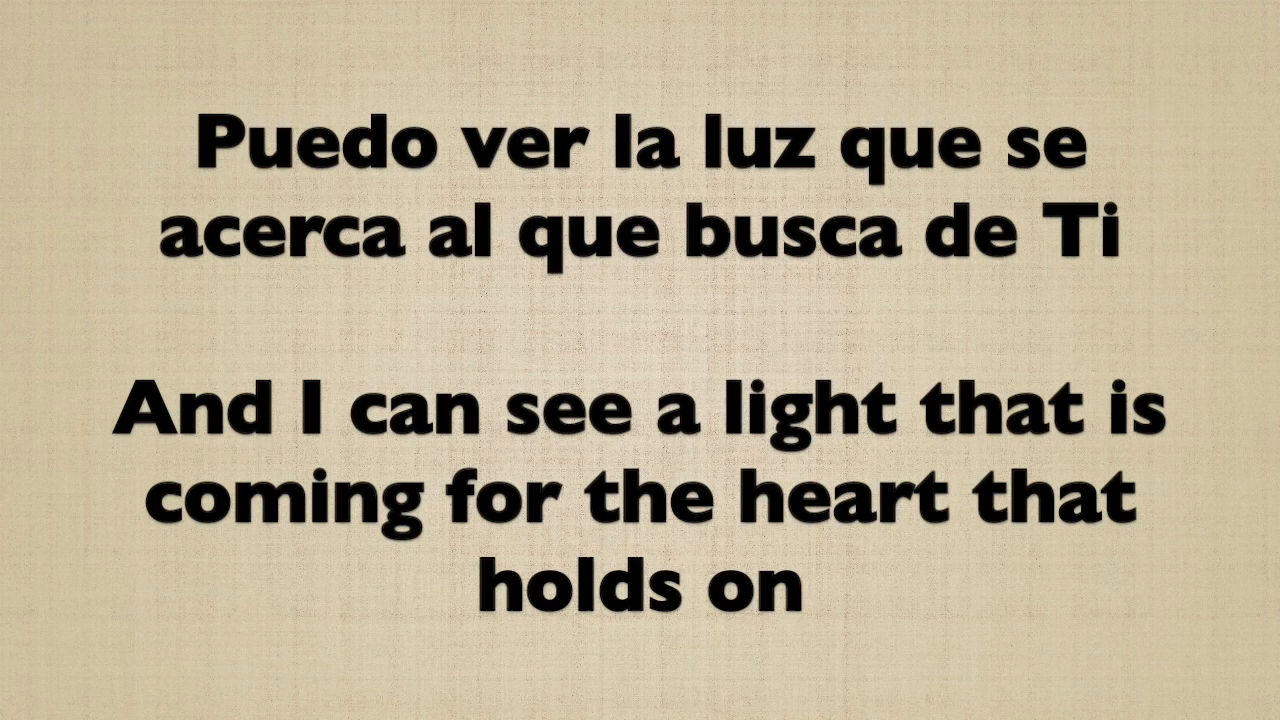 Puedo ver la luz que se
acerca al que busca de Ti
And I can see a light that is
coming for the heart that
holds on